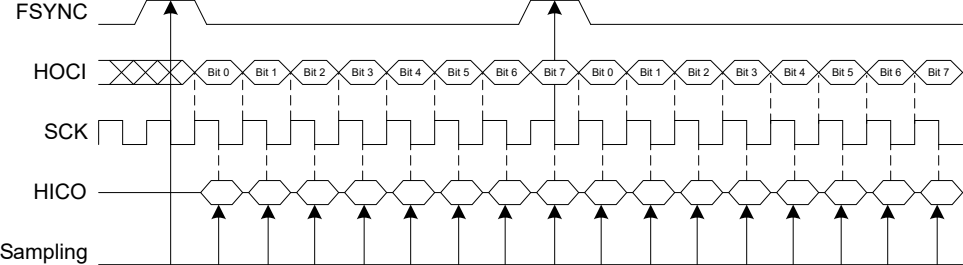 FSYNC
HOCI Bit 0 Bit 1 Bit 2 Bit 3 Bit 4 Bit 5 Bit 6 Bit 7 Bit 0 Bit 1 Bit 2 Bit 3 Bit 4 Bit 5 Bit 6 Bit 7
SCK
HICO
Sampling